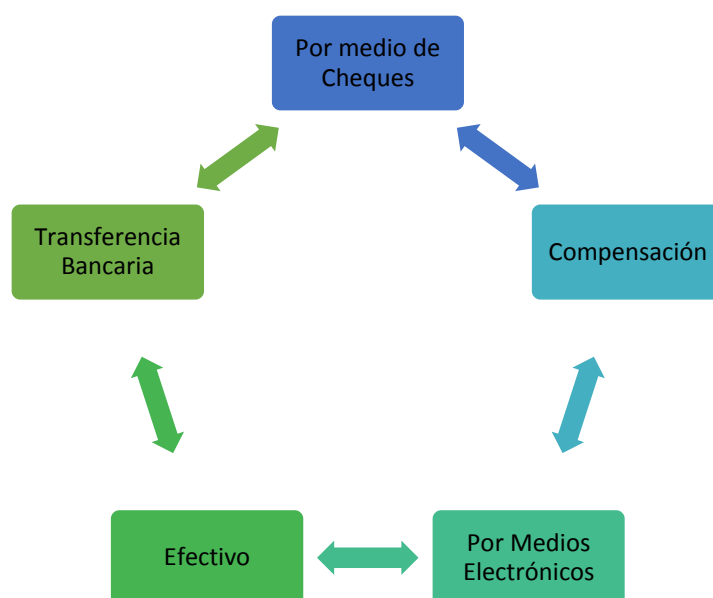 Por medio de
Cheques
Transferencia
Bancaria
Compensación
Efectivo
Por Medios
Electrónicos